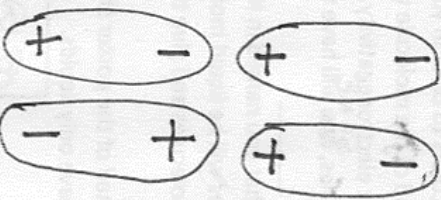 + − + −
− + + −